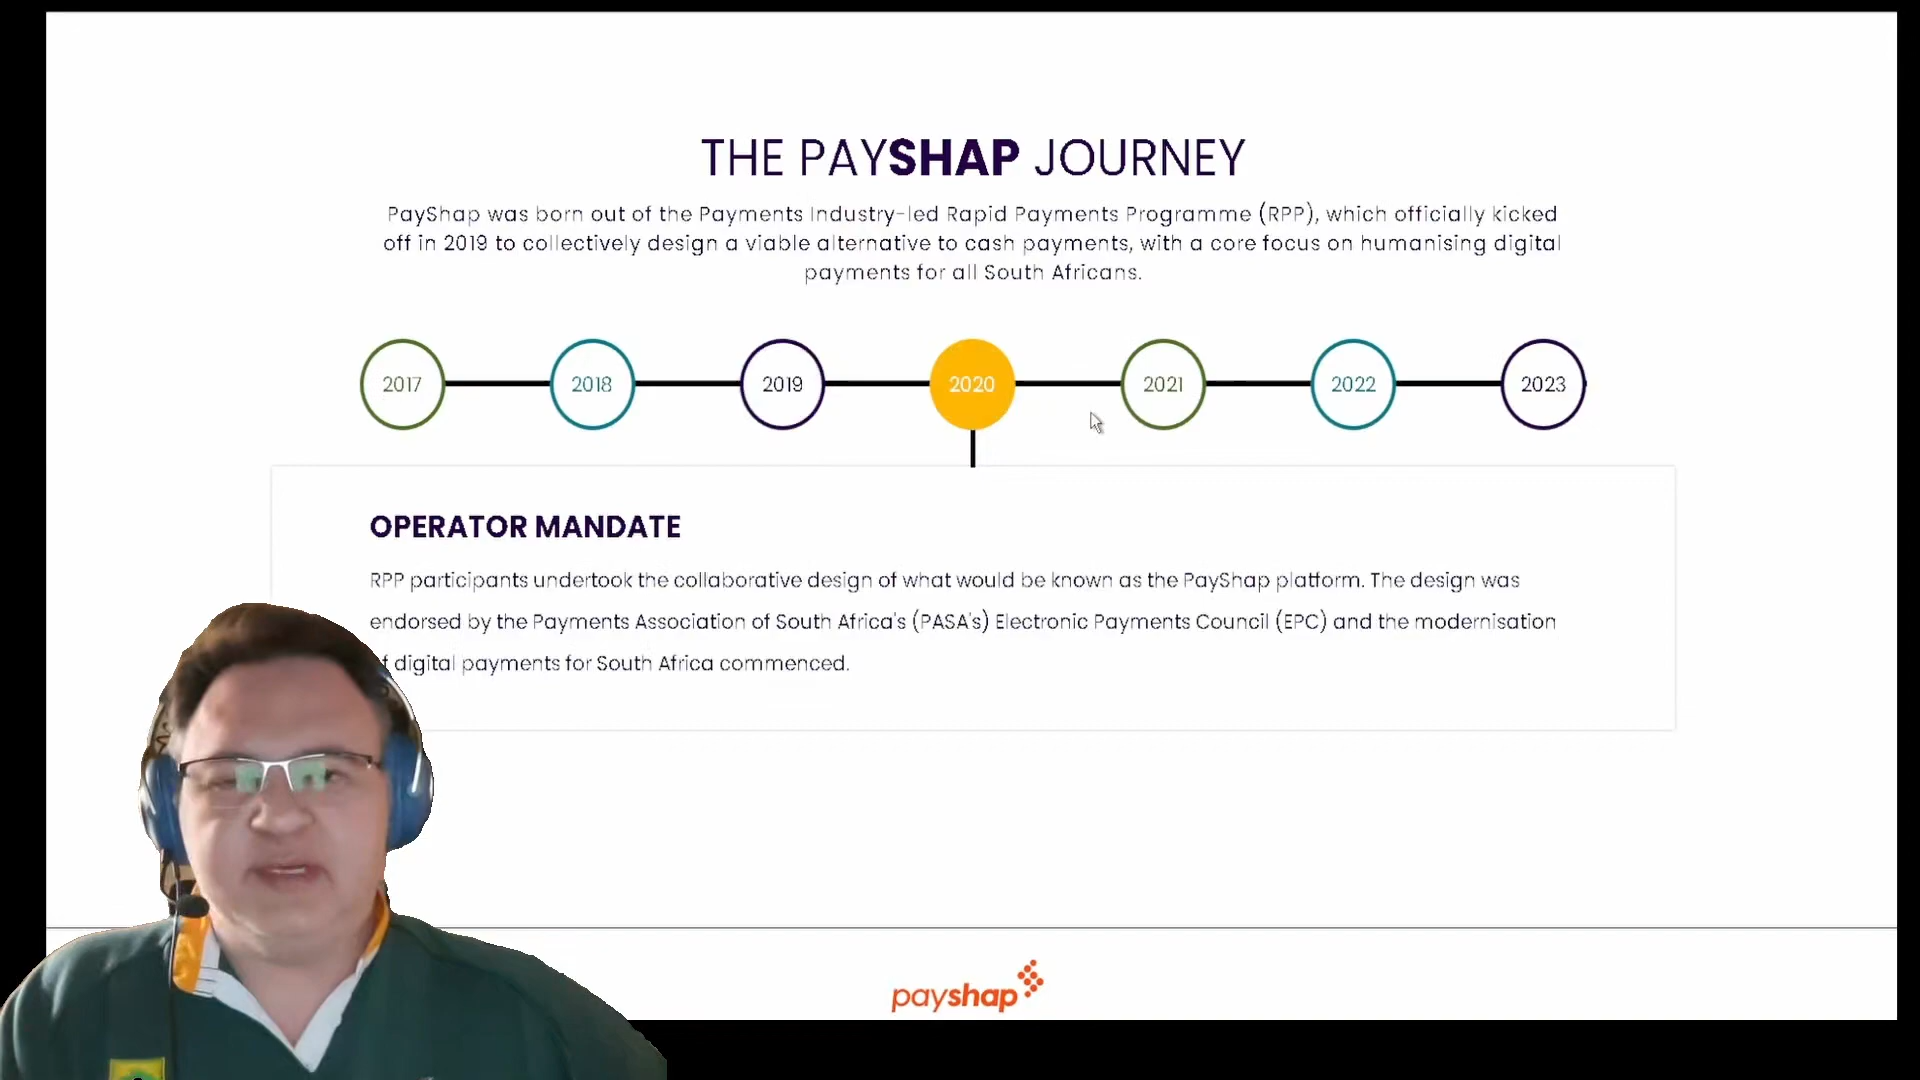 THE PAYSHAP JOURNEY
PayShap was born out of the Payments Industry-led Rapid Payments Programme (RPP), which officially kicked
off in 2019 to collectively design a viable alternative to cash payments, with a core focus on humanising digital
payments for all South Africans.
2017 2018 2019 2020 2021 2022 2023
OPERATOR MANDATE
RPP participants undertook the collaborative design of what would be known as the PayShap platform. The design was
endorsed by the Payments Association of South Africa's (PASA's) Electronic Payments Council (EPC) and the modernisation
of digital payments for South Africa commenced.
payshap